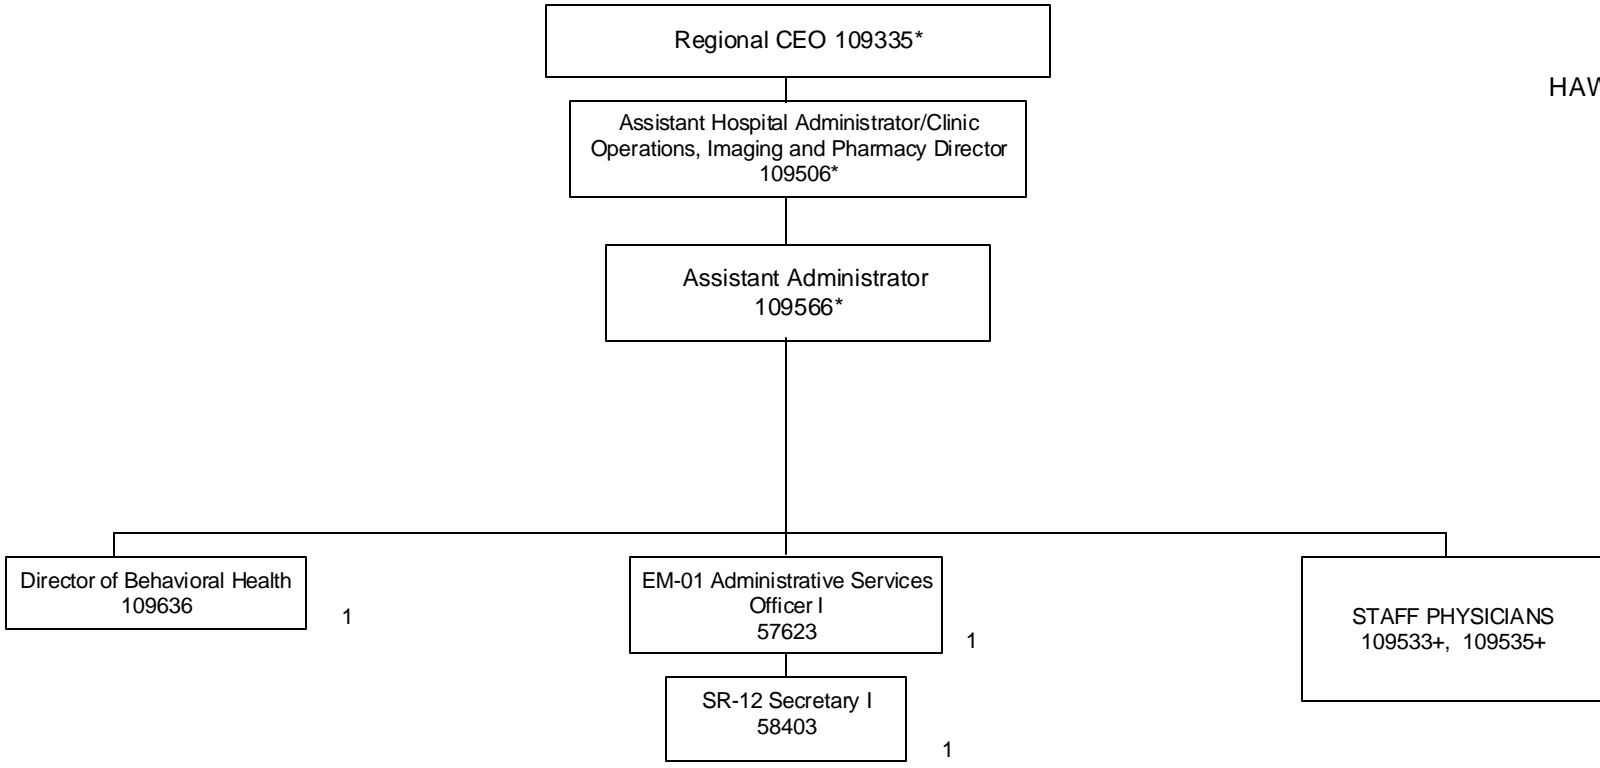 Regional CEO 109335*
HAW
Assistant Hospital Administrator/Clinic
Operations, Imaging and Pharmacy Director
109506*
Assistant Administrator
109566*
Director of Behavioral Health
109636
1
EM-01 Administrative Services
Officer I
57623
1
STAFF PHYSICIANS
109533+, 109535+
SR-12 Secretary I
58403
1